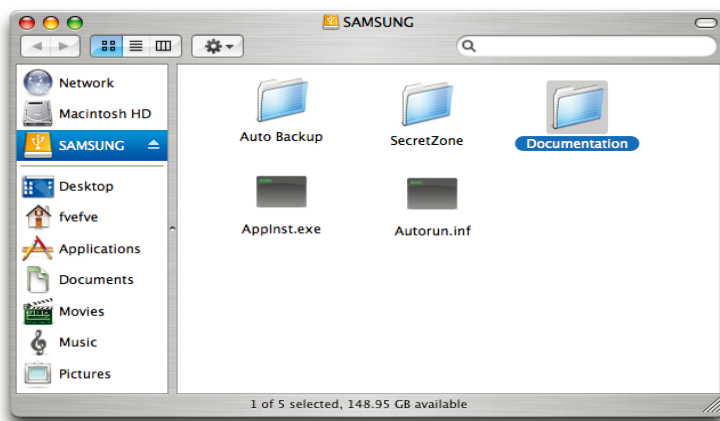 SAMSUNG
Network
Macintosh HD
SAMSUNG
Desktop
fvefve
Applications
Documents
Movies
Music
Pictures
Auto Backup
SecretZone
Documentation
AppInst.exe
Autorun.inf
1 of 5 selected, 148.95 GB available